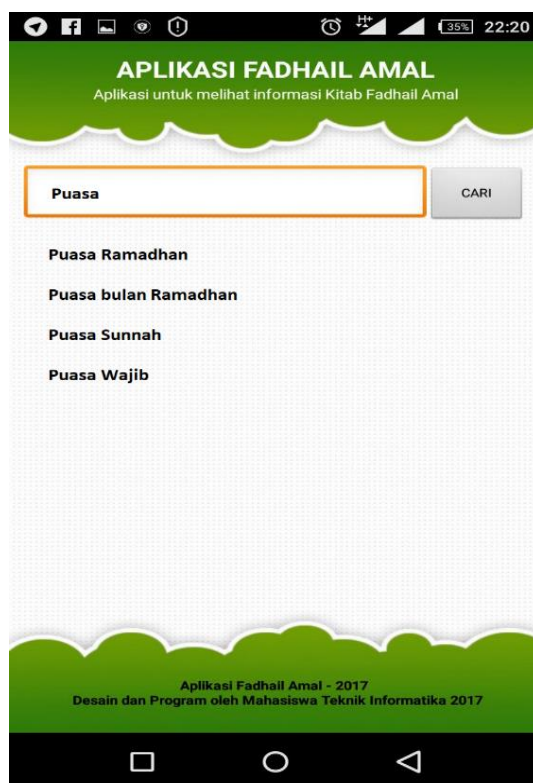 35% 22:20
APLIKASI FADHAIL AMAL
Aplikasi untuk melihat informasi Kitab Fadhail Amal
Puasa CARI
Puasa Ramadhan
Puasa bulan Ramadhan
Puasa Sunnah
Puasa Wajib
Aplikasi Fadhail Amal - 2017
Desain dan Program oleh Mahasiswa Teknik Informatika 2017